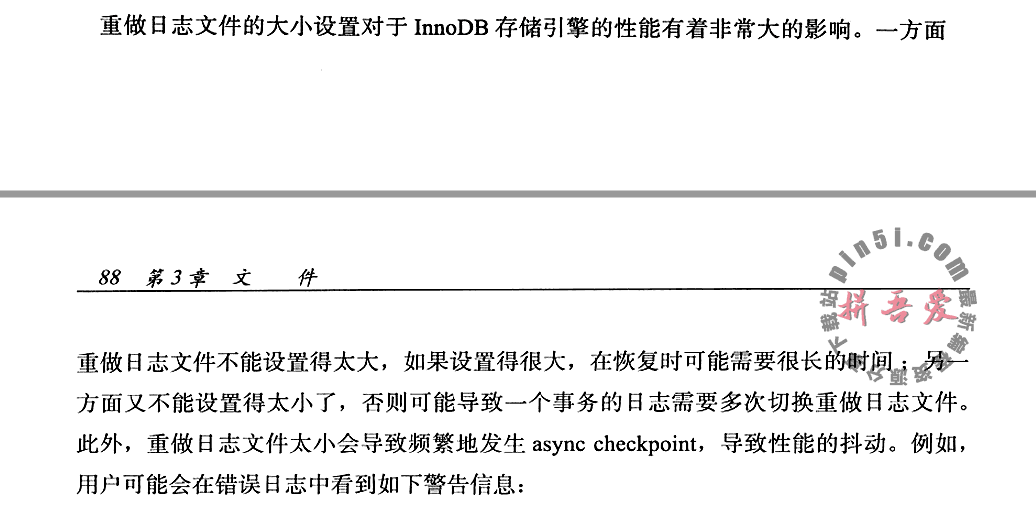 重做日志文件的大小设置对于 InnoDB 存储引擎的性能有着非常大的影响。一方面
88 第3章 文 件
pin5i.com
拼吾爱
重做日志文件不能设置得太大，如果设置得很大，在恢复时可能需要很长的时间；另一
方面又不能设置得太小了，否则可能导致一个事务的日志需要多次切换重做日志文件。
此外，重做日志文件太小会导致频繁地发生 async checkpoint，导致性能的抖动。例如，
用户可能会在错误日志中看到如下警告信息：